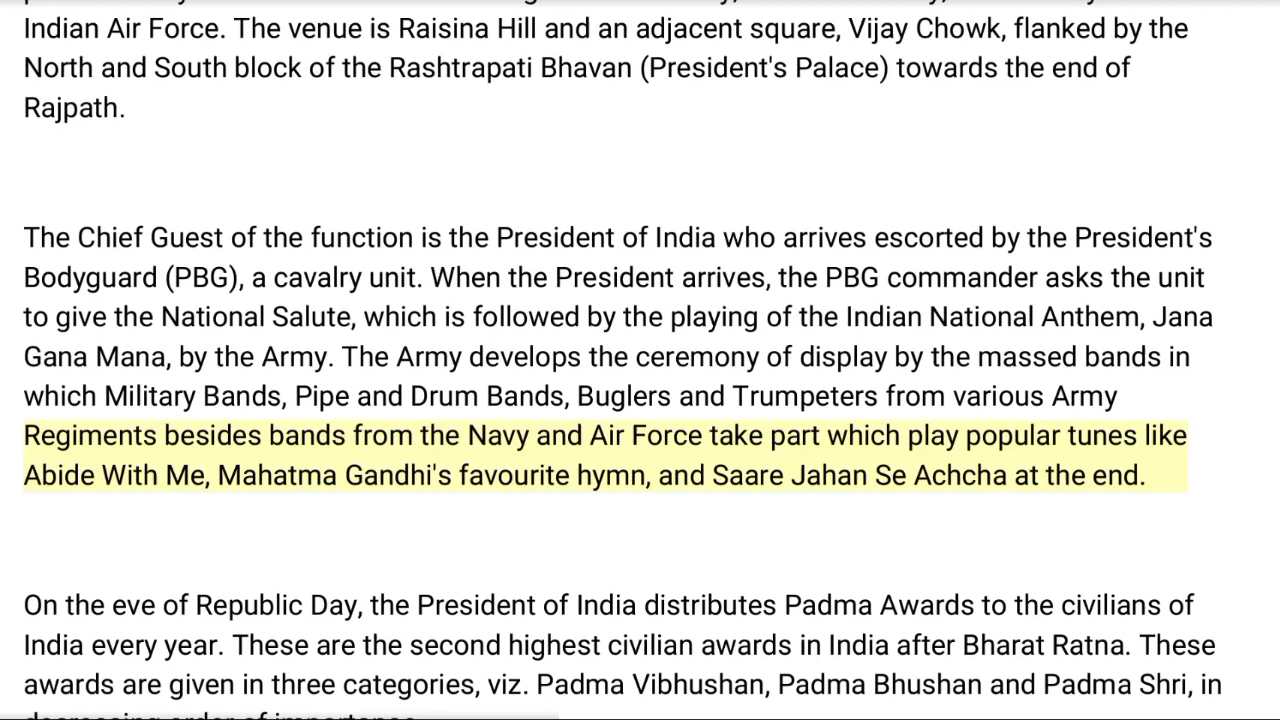 Indian Air Force. The venue is Raisina Hill and an adjacent square, Vijay Chowk, flanked by the
North and South block of the Rashtrapati Bhavan (President's Palace) towards the end of
Rajpath.
The Chief Guest of the function is the President of India who arrives escorted by the President's
Bodyguard (PBG), a cavalry unit. When the President arrives, the PBG commander asks the unit
to give the National Salute, which is followed by the playing of the Indian National Anthem, Jana
Gana Mana, by the Army. The Army develops the ceremony of display by the massed bands in
which Military Bands, Pipe and Drum Bands, Buglers and Trumpeters from various Army
Regiments besides bands from the Navy and Air Force take part which play popular tunes like
Abide With Me, Mahatma Gandhi's favourite hymn, and Saare Jahan Se Achcha at the end.
On the eve of Republic Day, the President of India distributes Padma Awards to the civilians of
India every year. These are the second highest civilian awards in India after Bharat Ratna. These
awards are given in three categories, viz. Padma Vibhushan, Padma Bhushan and Padma Shri, in
decreasing order of importance.